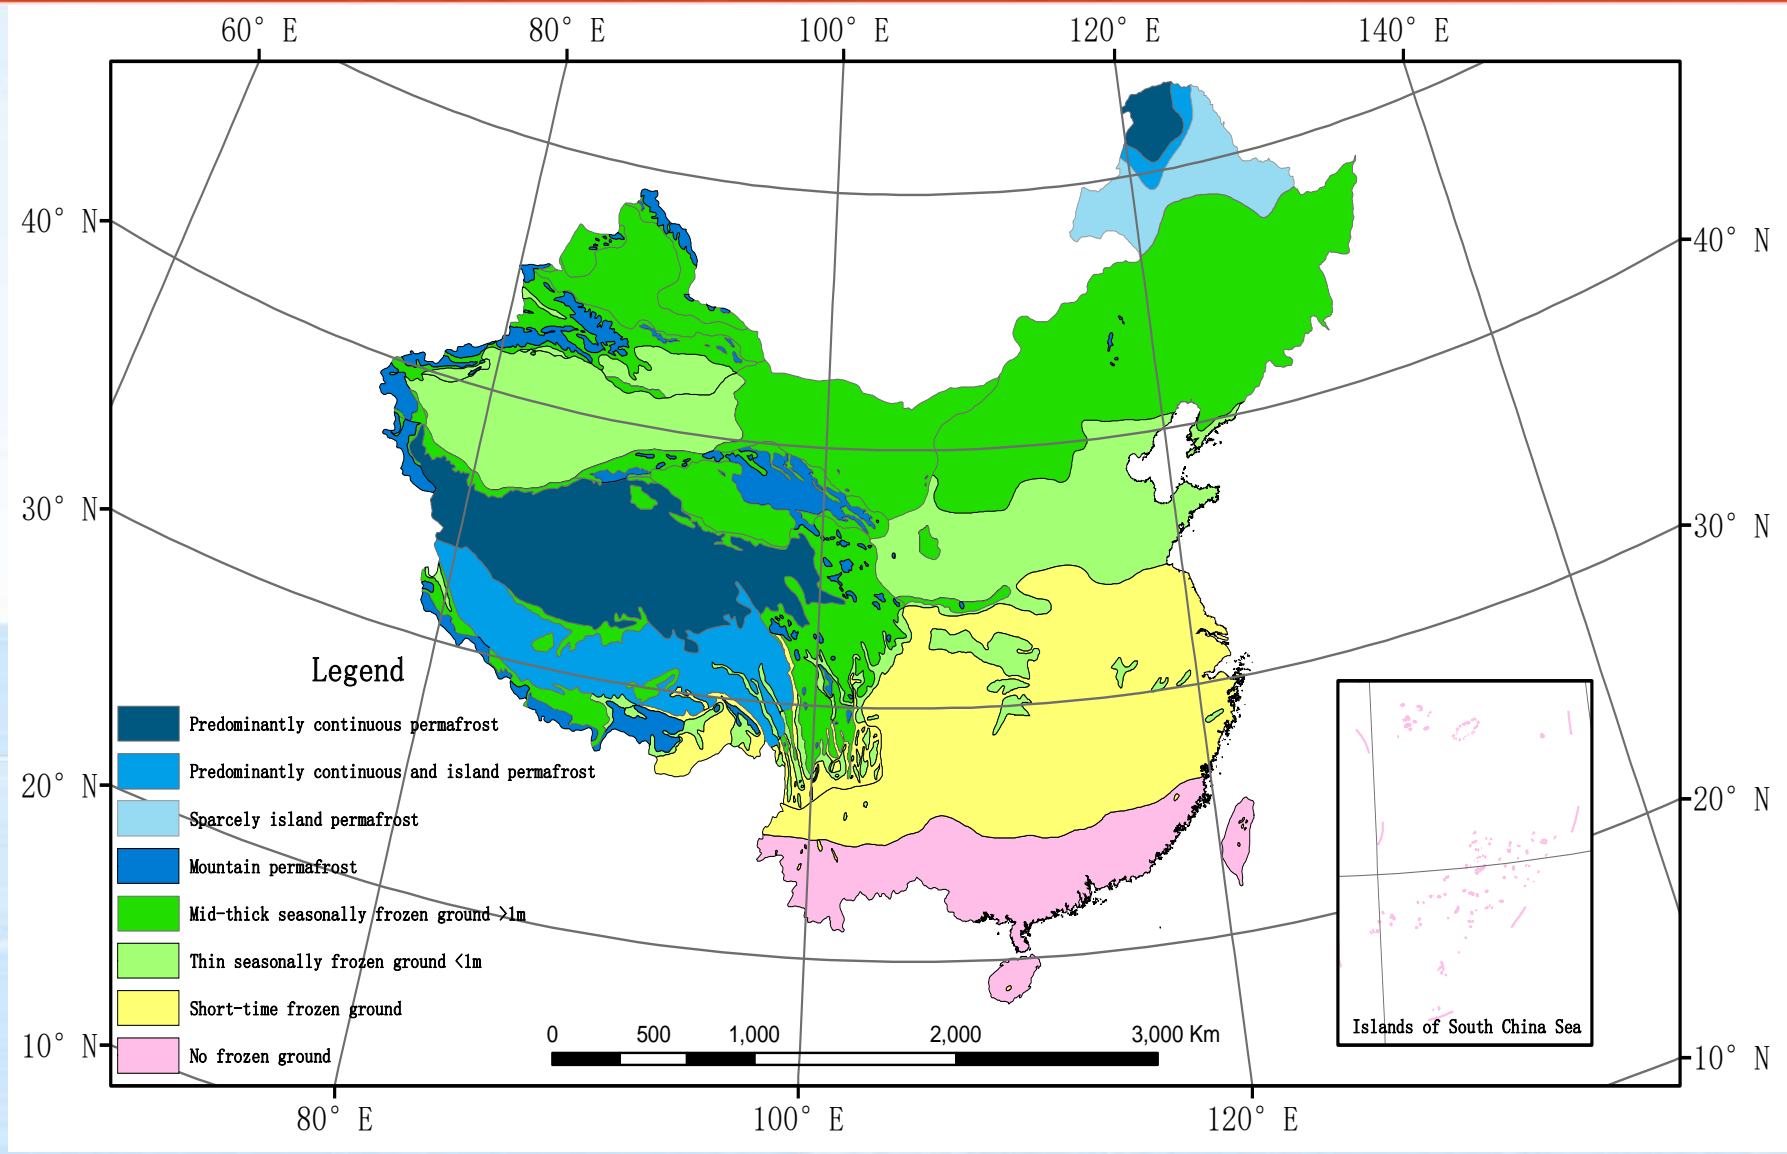 60° E 80° E 100° E 120° E 140° E
40° N 40° N
30° N 30° N
20° N 20° N
10° N 10° N
Legend
Predominantly continuous permafrost
Predominantly continuous and island permafrost
Sparcely island permafrost
Mountain permafrost
Mid-thick seasonally frozen ground >1m
Thin seasonally frozen ground <1m
Short-time frozen ground
No frozen ground
0 500 1,000 2,000 3,000 Km
Islands of South China Sea
80° E 100° E 120° E